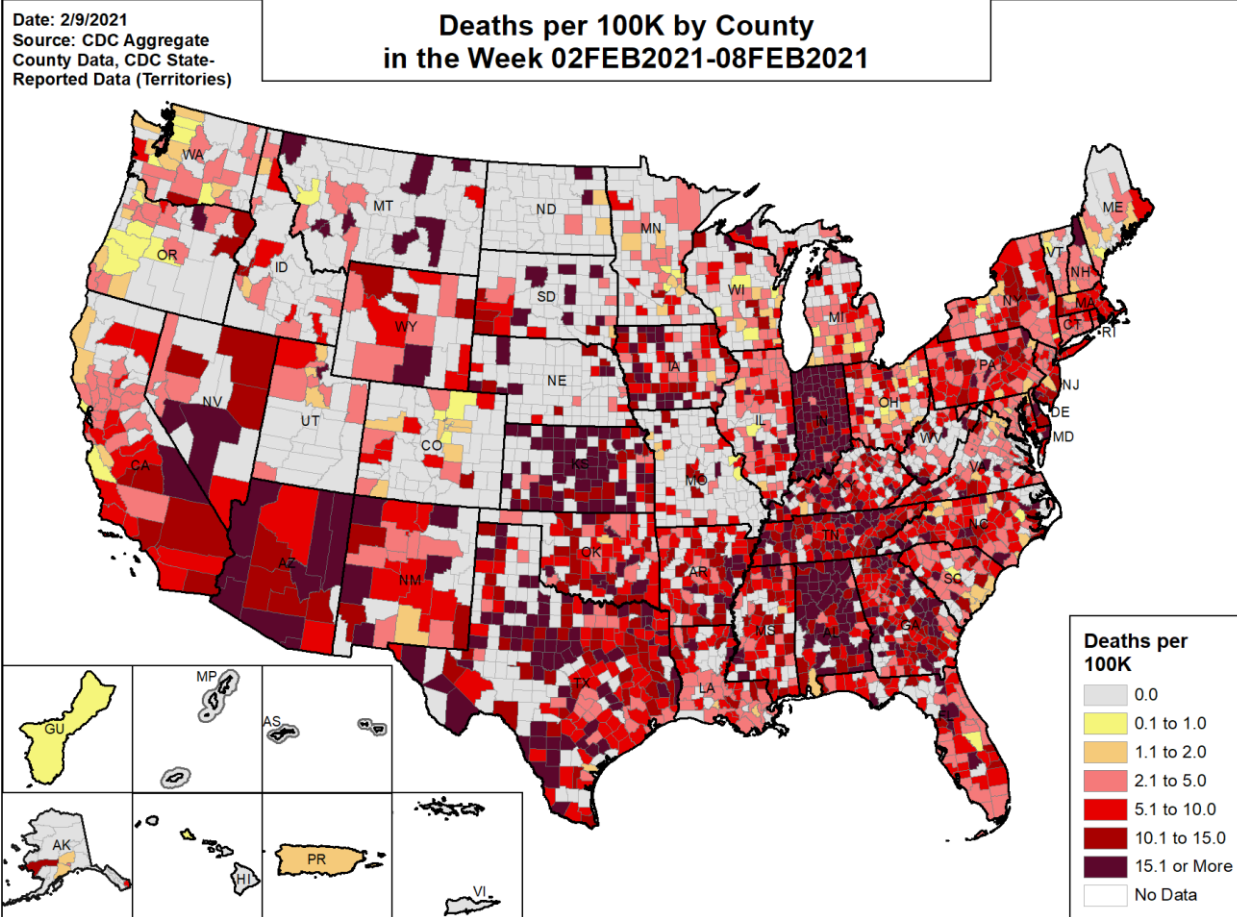 Date: 2/9/2021
Source: CDC Aggregate
County Data, CDC State-
Reported Data (Territories)
Deaths per 100K by County
in the Week 02FEB2021-08FEB2021
WA
MT
ND
MN
ME
OR
ID
SD
WI
MI
VT
NH
NY
MA
CT
RI
WY
IA
NE
PA
NJ
NV
UT
CO
IL
IN
OH
DE
MD
WV
VA
CA
KS
MO
KY
AZ
NM
OK
AR
TN
NC
SC
MS
AL
GA
TX
LA
FL
Deaths per
100K
0.0
0.1 to 1.0
1.1 to 2.0
2.1 to 5.0
5.1 to 10.0
10.1 to 15.0
15.1 or More
No Data
GU
MP
AS
AK
HI
PR
VI